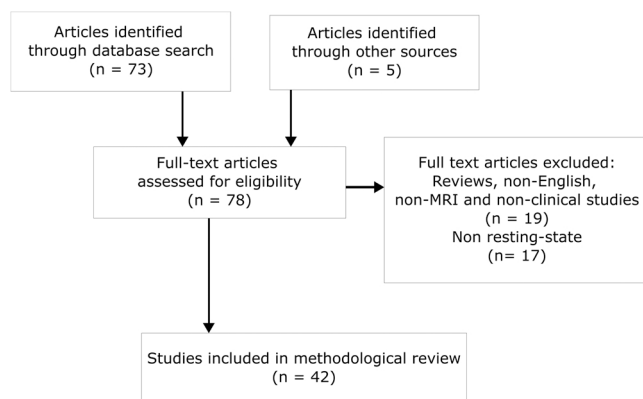 Articles identified
through database search
(n = 73)
Articles identified
through other sources
(n = 5)
Full-text articles
assessed for eligibility
(n = 78)
Full text articles excluded:
Reviews, non-English,
non-MRI and non-clinical studies
(n = 19)
Non resting-state
(n= 17)
Studies included in methodological review
(n = 42)